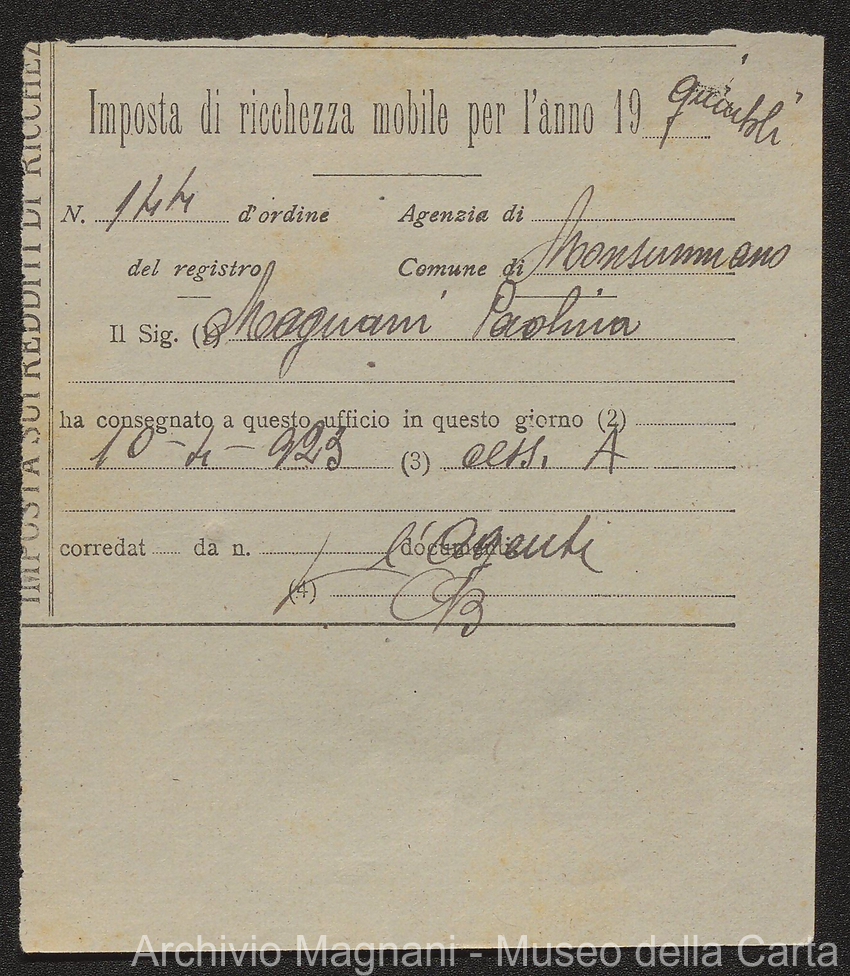 IMPOSTA SUI REDDITI DI RICCHEZ
Imposta di ricchezza mobile per l'anno 19
N. 144 d'ordine Agenzia di
del registro Comune di Monsummano
Il Sig. (1) Magnani Paolina
ha consegnato a questo ufficio in questo giorno (2)
10-4-923 (3) A
corredat da n. documenti
l'Agente
(4)
Archivio Magnani - Museo della Carta